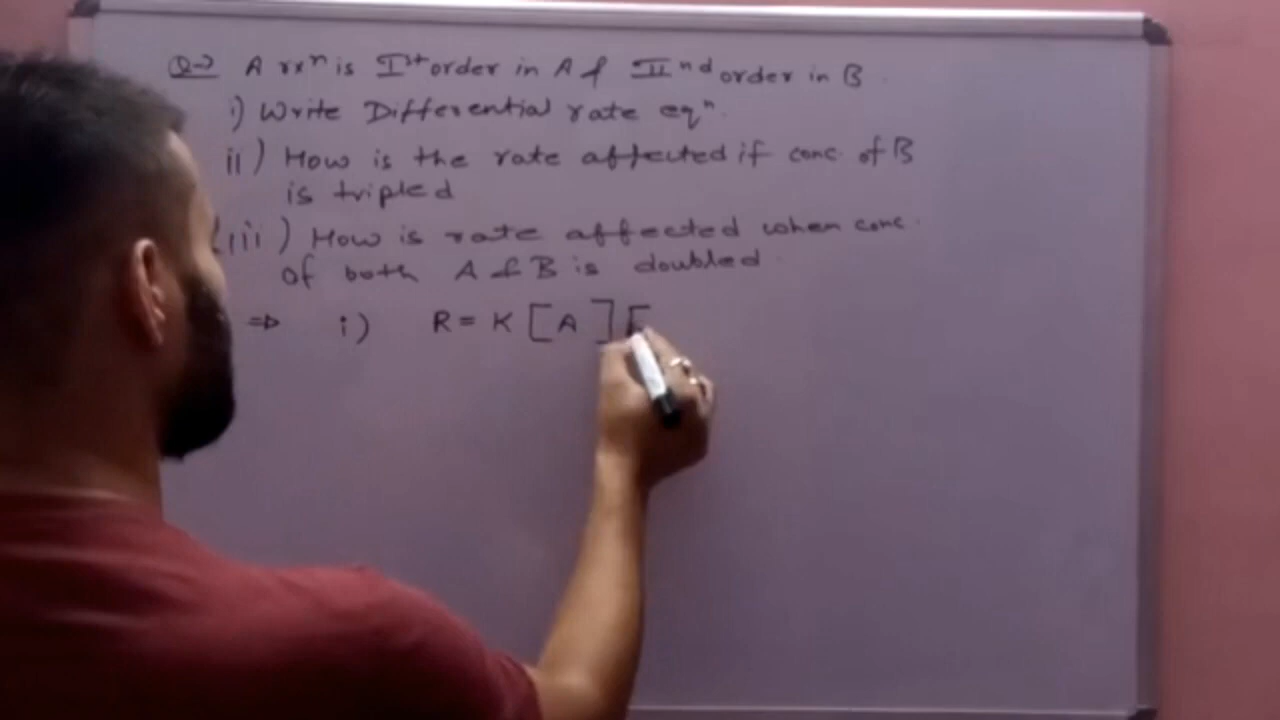 Q→ A rxⁿ is Iˢᵗ order in A & IIⁿᵈ order in B
i) Write Differential rate eqⁿ.
ii) How is the rate affected if conc. of B
is tripled
(iii) How is rate affected when conc.
of both A & B is doubled.
⇒ i) R = K [A] [